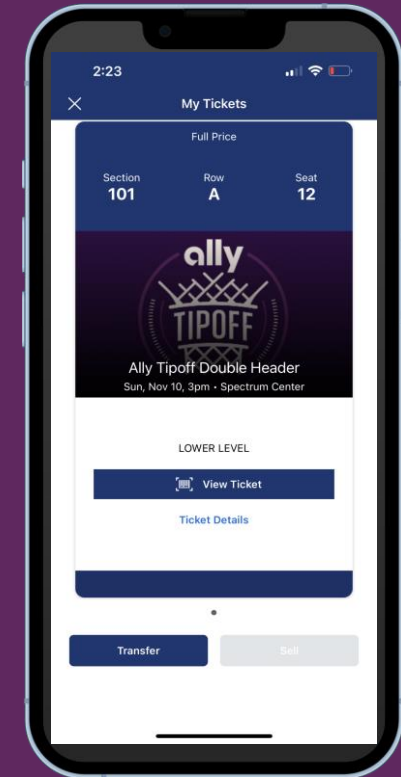 2:23
My Tickets
Full Price
Section Row Seat
101 A 12
ally
TIPOFF
Ally Tipoff Double Header
Sun, Nov 10, 3pm • Spectrum Center
LOWER LEVEL
View Ticket
Ticket Details
Transfer Sell